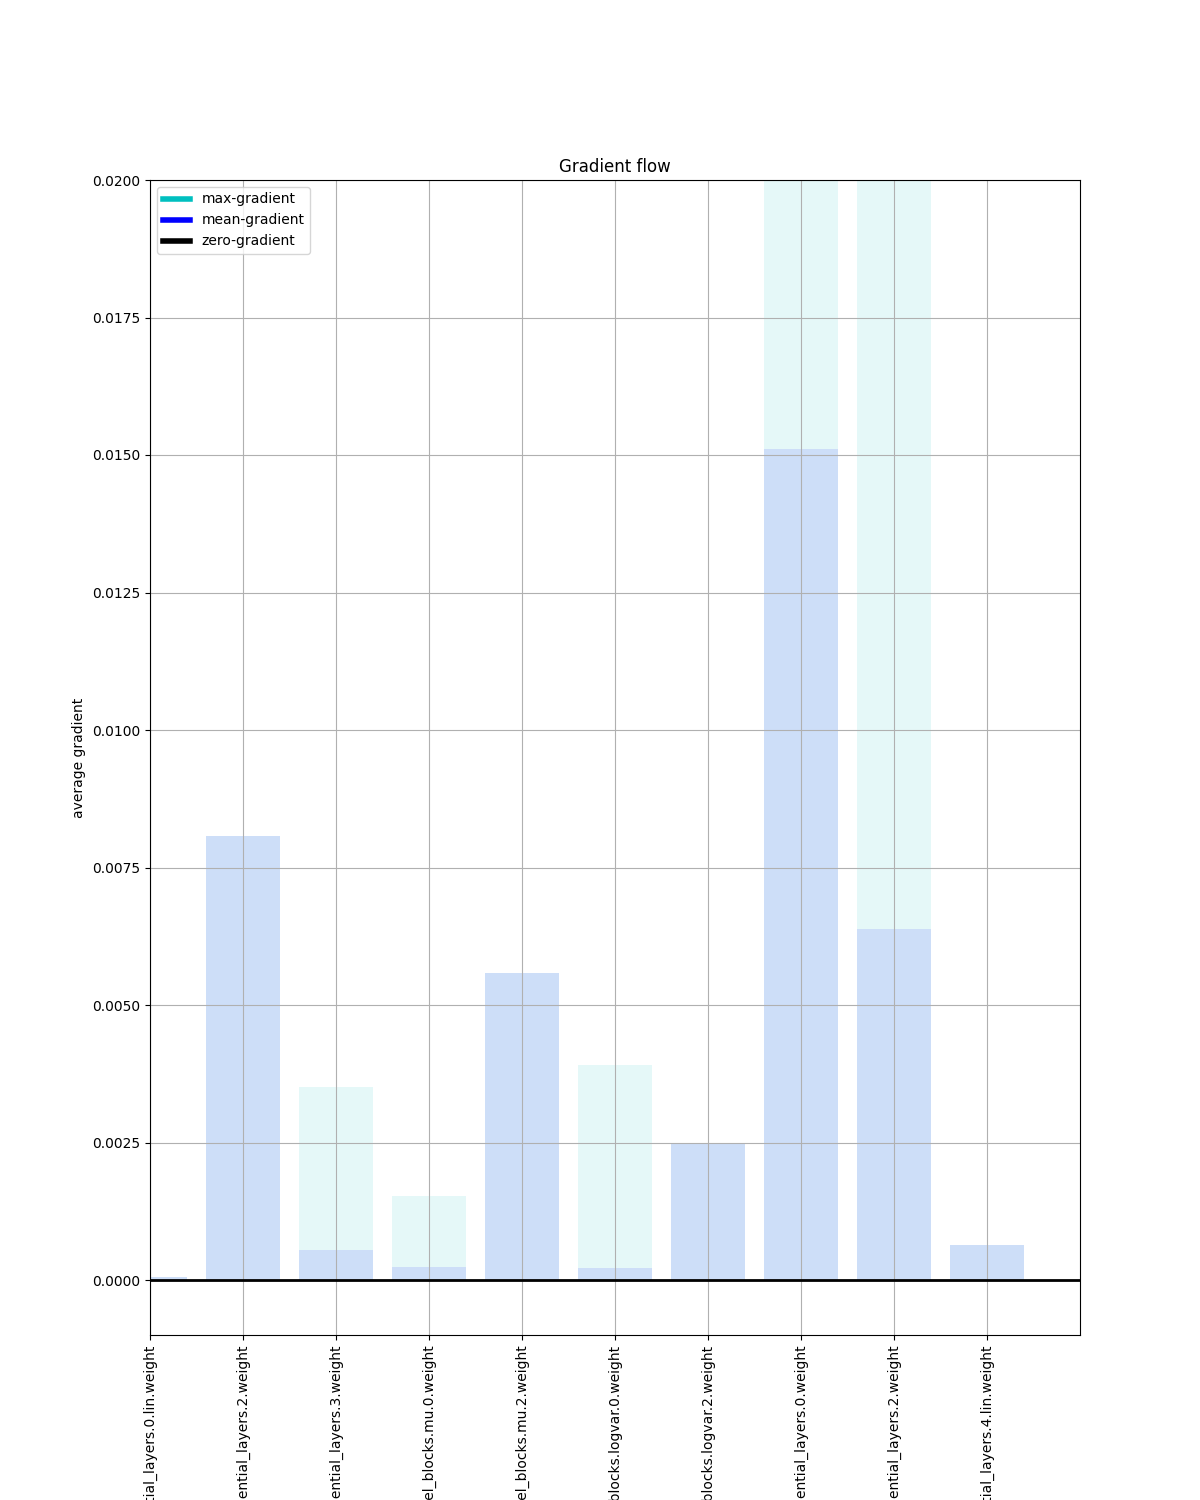 Gradient flow
max-gradient
mean-gradient
zero-gradient
0.0200
0.0175
0.0150
0.0125
0.0100
0.0075
0.0050
0.0025
0.0000
average gradient
tial_layers.0.lin.weight
ential_layers.2.weight
ential_layers.3.weight
el_blocks.mu.0.weight
el_blocks.mu.2.weight
blocks.logvar.0.weight
blocks.logvar.2.weight
ential_layers.0.weight
ential_layers.2.weight
tial_layers.4.lin.weight